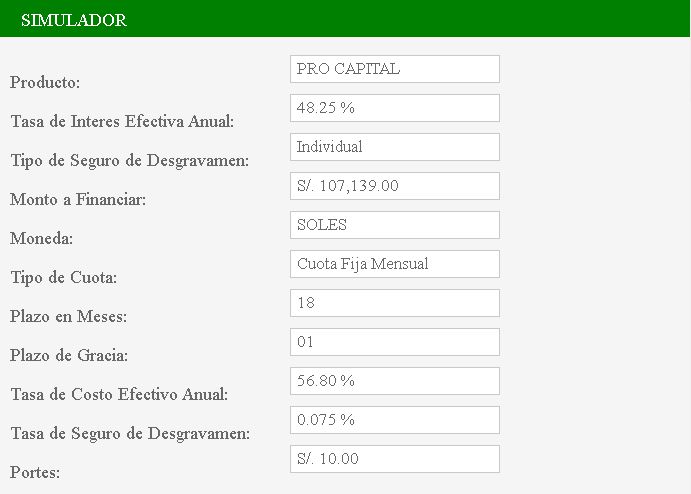 SIMULADOR
Producto: PRO CAPITAL
Tasa de Interes Efectiva Anual: 48.25 %
Tipo de Seguro de Desgravamen: Individual
Monto a Financiar: S/. 107,139.00
Moneda: SOLES
Tipo de Cuota: Cuota Fija Mensual
Plazo en Meses: 18
Plazo de Gracia: 01
Tasa de Costo Efectivo Anual: 56.80 %
Tasa de Seguro de Desgravamen: 0.075 %
Portes: S/. 10.00